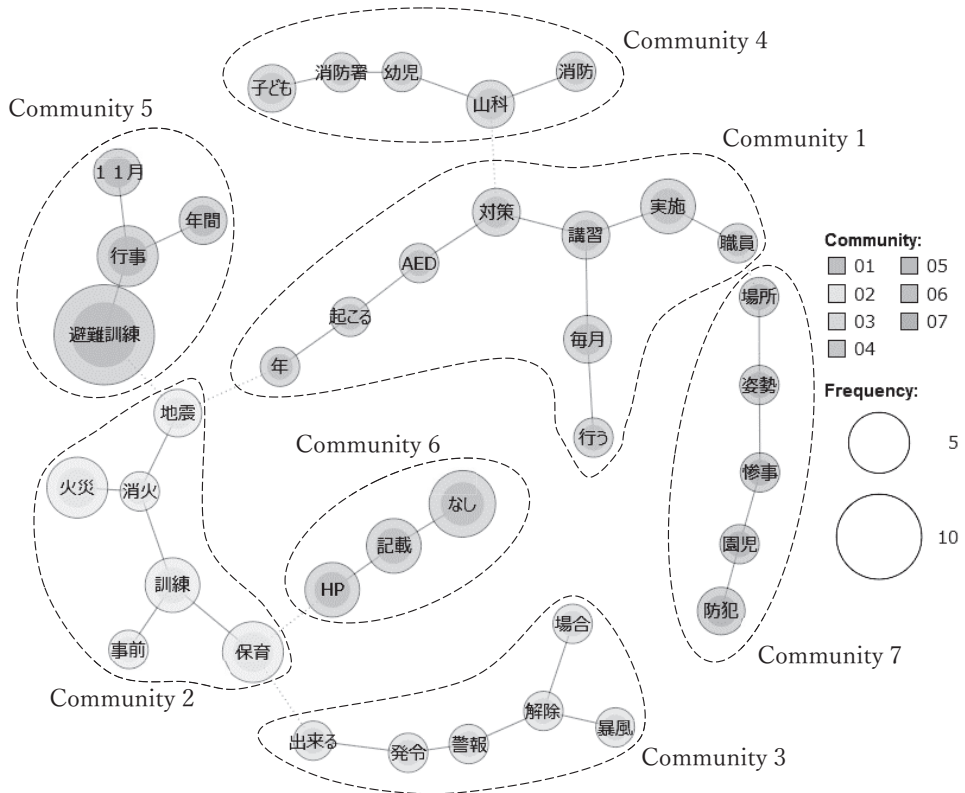 Community 4
子ども
消防署
幼児
山科
消防
Community 5
１１月
年間
行事
避難訓練
Community 1
対策
講習
実施
職員
AED
起こる
年
毎月
行う
Community:
01
02
03
04
05
06
07
Frequency:
5
10
場所
姿勢
惨事
園児
防犯
Community 7
地震
火災
消火
訓練
事前
保育
Community 2
Community 6
なし
記載
HP
場合
解除
暴風
警報
発令
出来る
Community 3